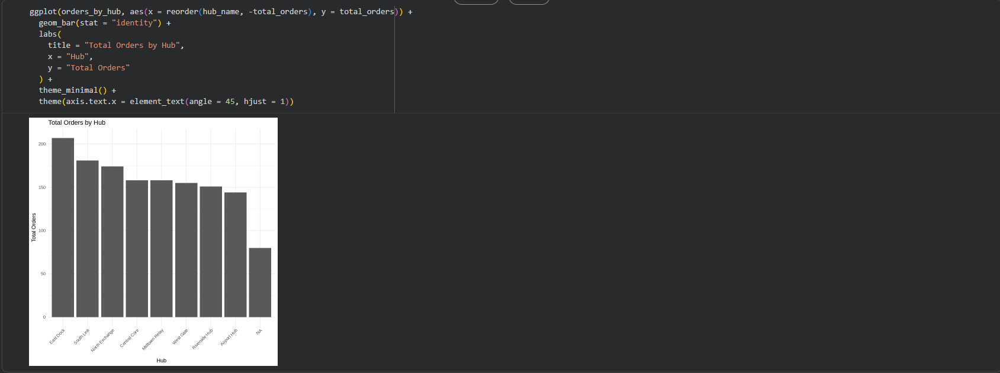 ggplot(orders_by_hub, aes(x = reorder(hub_name, -total_orders), y = total_orders)) +
  geom_bar(stat = "identity") +
  labs(
    title = "Total Orders by Hub",
    x = "Hub",
    y = "Total Orders"
  ) +
  theme_minimal() +
  theme(axis.text.x = element_text(angle = 45, hjust = 1))
Total Orders by Hub
200
150
100
50
0
Total Orders
East Dock
South Link
North Exchange
Central Core
Midtown Relay
West Gate
Riverside Hub
Airport Hub
NA
Hub